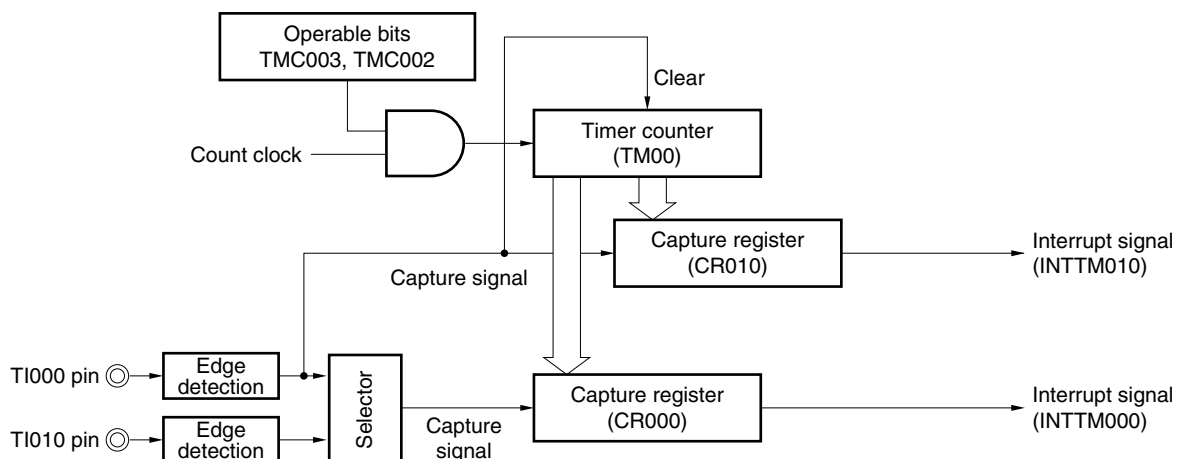 Operable bits
TMC003, TMC002
Clear
Timer counter
(TM00)
Count clock
Capture register
(CR010)
Interrupt signal
(INTTM010)
Capture signal
TI000 pin
Edge
detection
Selector
Capture register
(CR000)
Interrupt signal
(INTTM000)
TI010 pin
Edge
detection
Capture
signal